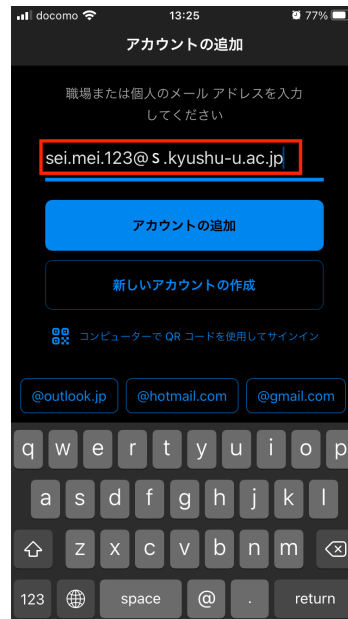 docomo 13:25 77%
アカウントの追加
職場または個人のメール アドレスを入力
してください
sei.mei.123@s.kyushu-u.ac.jp
アカウントの追加
新しいアカウントの作成
コンピューターで QR コードを使用してサインイン
@outlook.jp @hotmail.com @gmail.com
q w e r t y u i o p
a s d f g h j k l
z x c v b n m
123 space @ . return